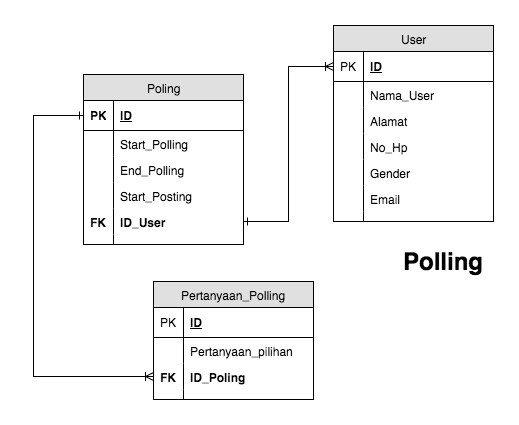 User
PK ID
Nama_User
Alamat
No_Hp
Gender
Email
Poling
PK ID
Start_Polling
End_Polling
Start_Posting
FK ID_User
Polling
Pertanyaan_Polling
PK ID
Pertanyaan_pilihan
FK ID_Poling